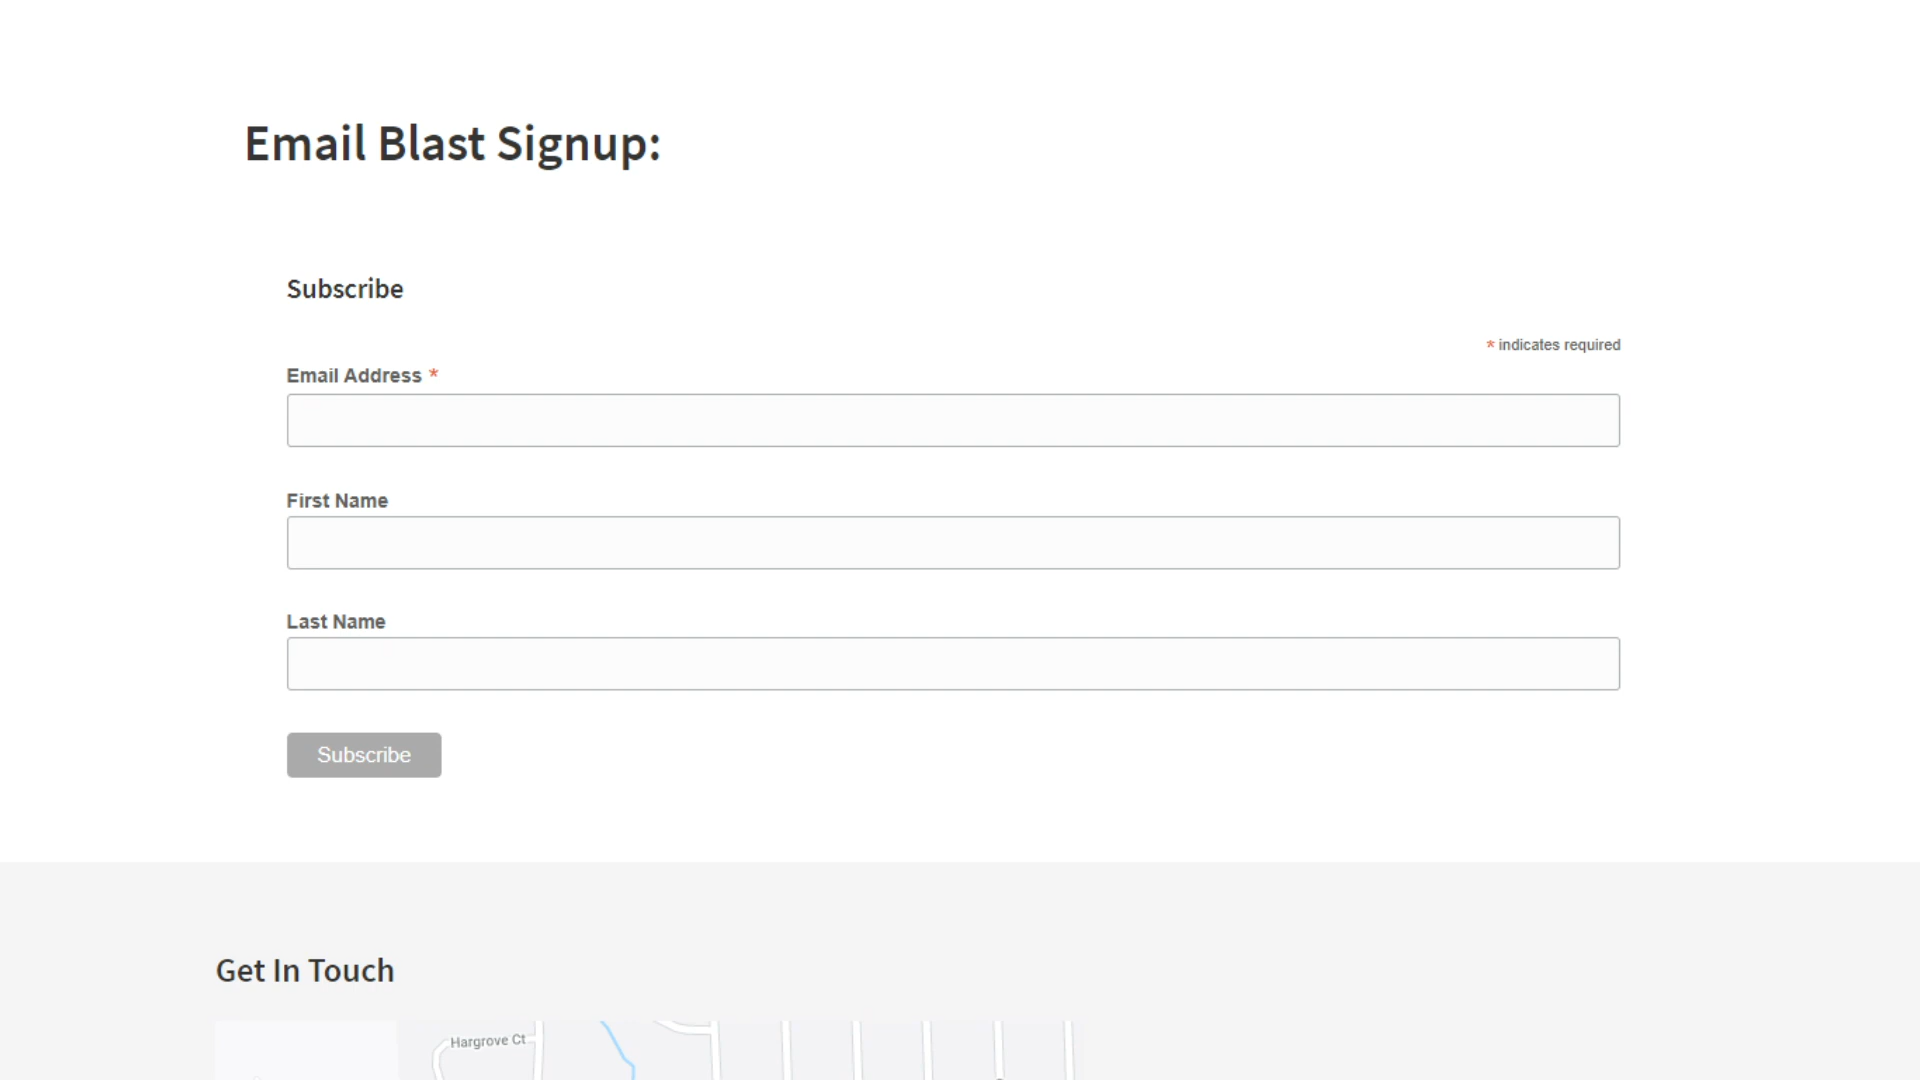 Email Blast Signup:
Subscribe
* indicates required
Email Address *
First Name
Last Name
Subscribe
Get In Touch
Hargrove Ct